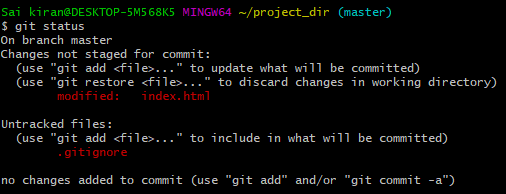 Sai kiran@DESKTOP-5M568K5 MINGW64 ~/project_dir (master)
$ git status
On branch master
Changes not staged for commit:
  (use "git add <file>..." to update what will be committed)
  (use "git restore <file>..." to discard changes in working directory)
        modified:   index.html

Untracked files:
  (use "git add <file>..." to include in what will be committed)
        .gitignore

no changes added to commit (use "git add" and/or "git commit -a")